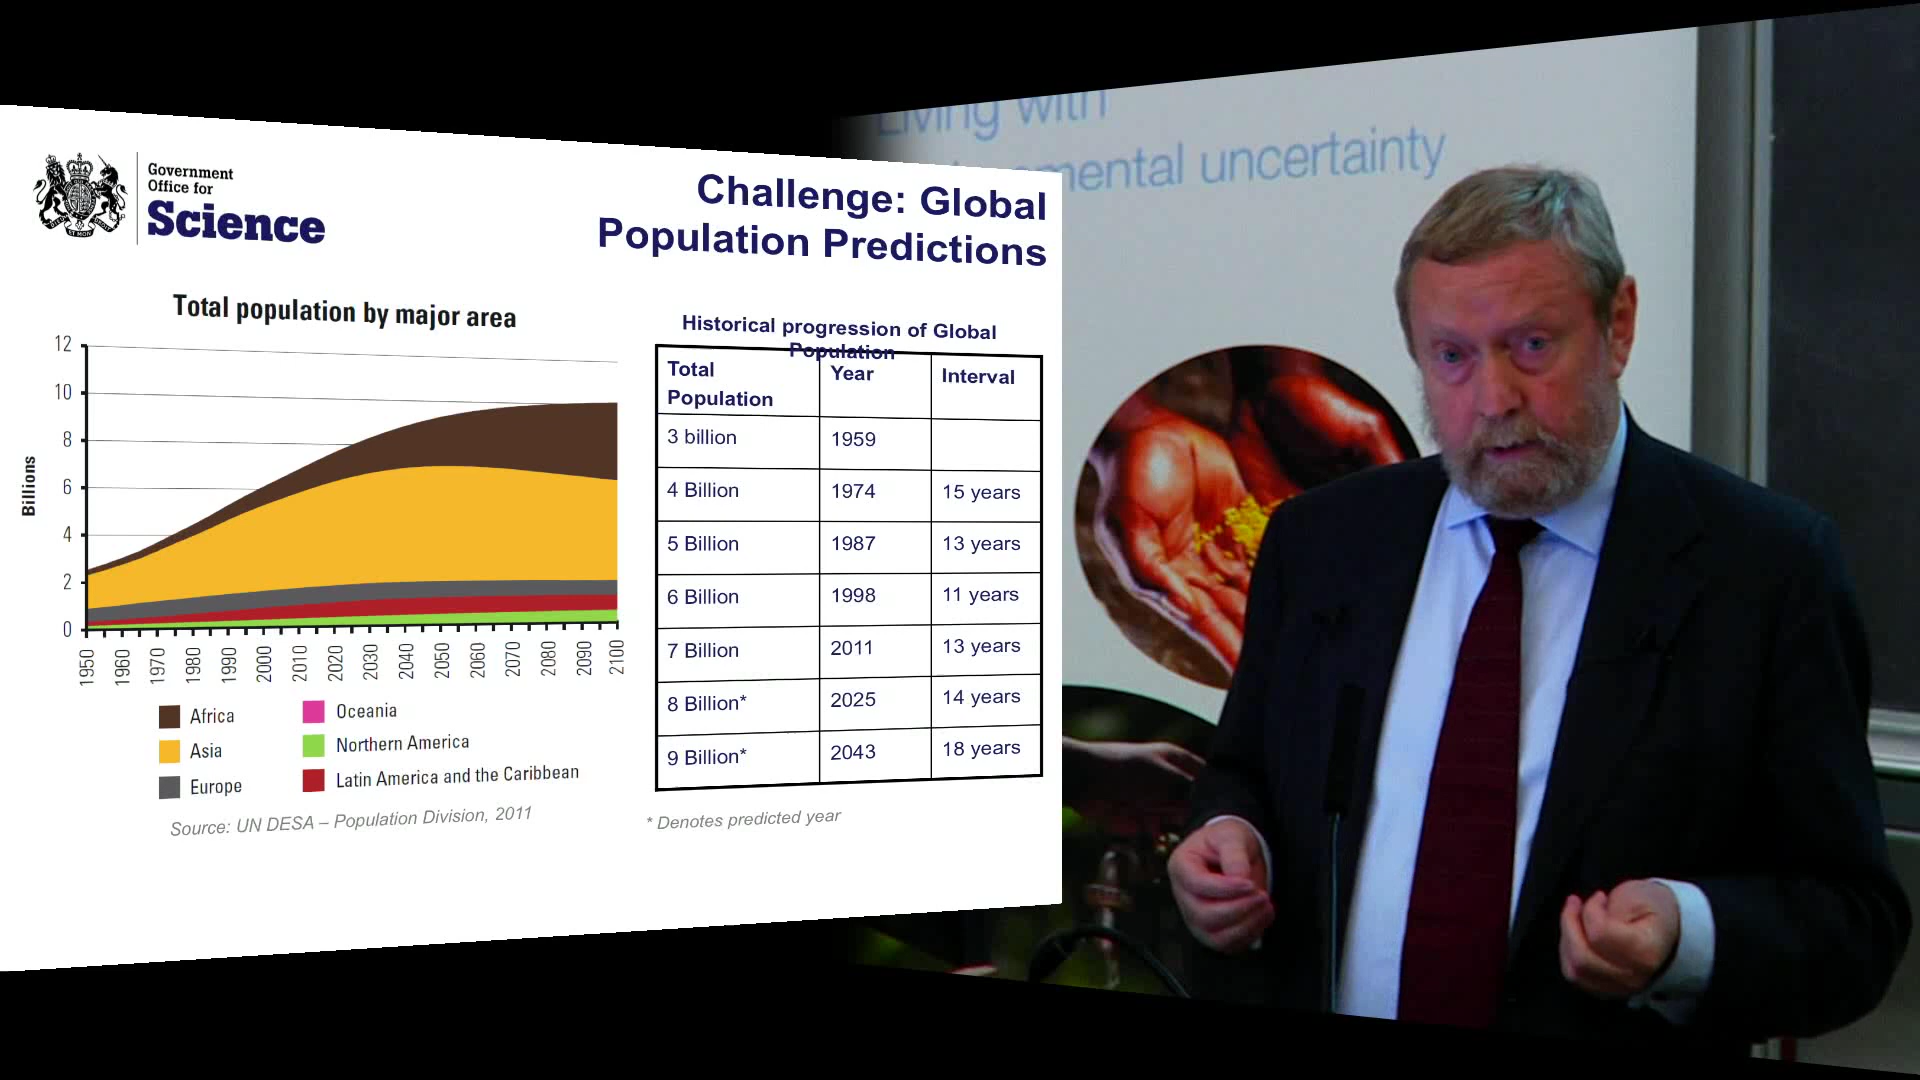 Living with
mental uncertainty
Government
Office for
Science
Challenge: Global
Population Predictions
Total population by major area
12
10
8
6
4
2
0
Billions
1950 1960 1970 1980 1990 2000 2010 2020 2030 2040 2050 2060 2070 2080 2090 2100
Africa
Asia
Europe
Oceania
Northern America
Latin America and the Caribbean
Source: UN DESA – Population Division, 2011
Historical progression of Global
Population
Total Population Year Interval
3 billion 1959
4 Billion 1974 15 years
5 Billion 1987 13 years
6 Billion 1998 11 years
7 Billion 2011 13 years
8 Billion* 2025 14 years
9 Billion* 2043 18 years
* Denotes predicted year